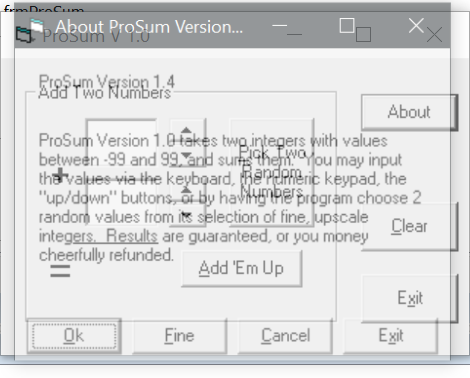 frmProSum
About ProSum Version...
ProSum V 1.0
ProSum Version 1.4
Add Two Numbers
About
ProSum Version 1.0 takes two integers with values
between -99 and 99, and sums them. You may input
the values via the keyboard, the numeric keypad, the
"up/down" buttons, or by having the program choose 2
random values from its selection of fine, upscale
integers. Results are guaranteed, or you money
cheerfully refunded.
Pick Two
Random
Numbers
+
Clear
=
Add 'Em Up
Exit
Ok
Fine
Cancel
Exit